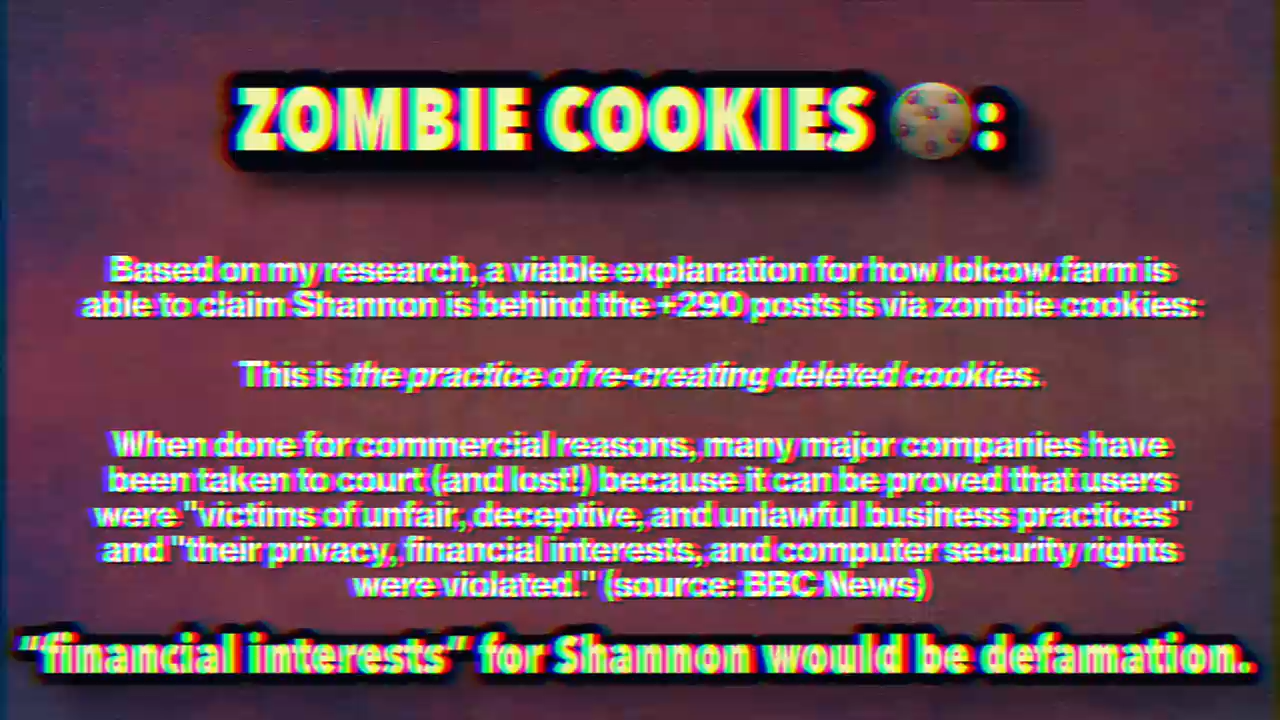 ZOMBIE COOKIES 🍪:
Based on my research, a viable explanation for how lolcow.farm is
able to claim Shannon is behind the +290 posts is via zombie cookies:
This is the practice of re-creating deleted cookies.
When done for commercial reasons, many major companies have
been taken to court (and lost!) because it can be proved that users
were "victims of unfair, deceptive, and unlawful business practices"
and "their privacy, financial interests, and computer security rights
were violated." (source: BBC News)
"financial interests" for Shannon would be defamation.